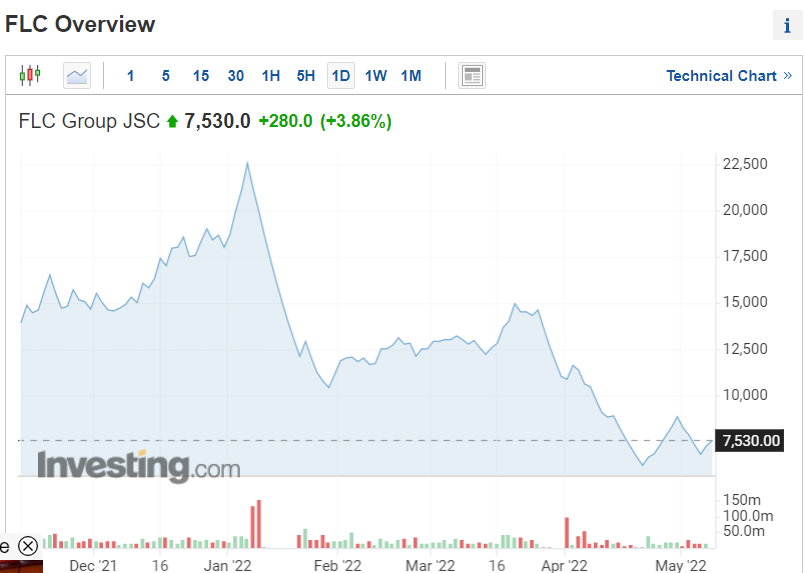 FLC Overview
i
1 5 15 30 1H 5H 1D 1W 1M Technical Chart »
FLC Group JSC 7,530.0 +280.0 (+3.86%)
22,500
20,000
17,500
15,000
12,500
10,000
7,530.00
Investing.com
150m
100.0m
50.0m
e
Dec '21 16 Jan '22 Feb '22 Mar '22 16 Apr '22 May '22